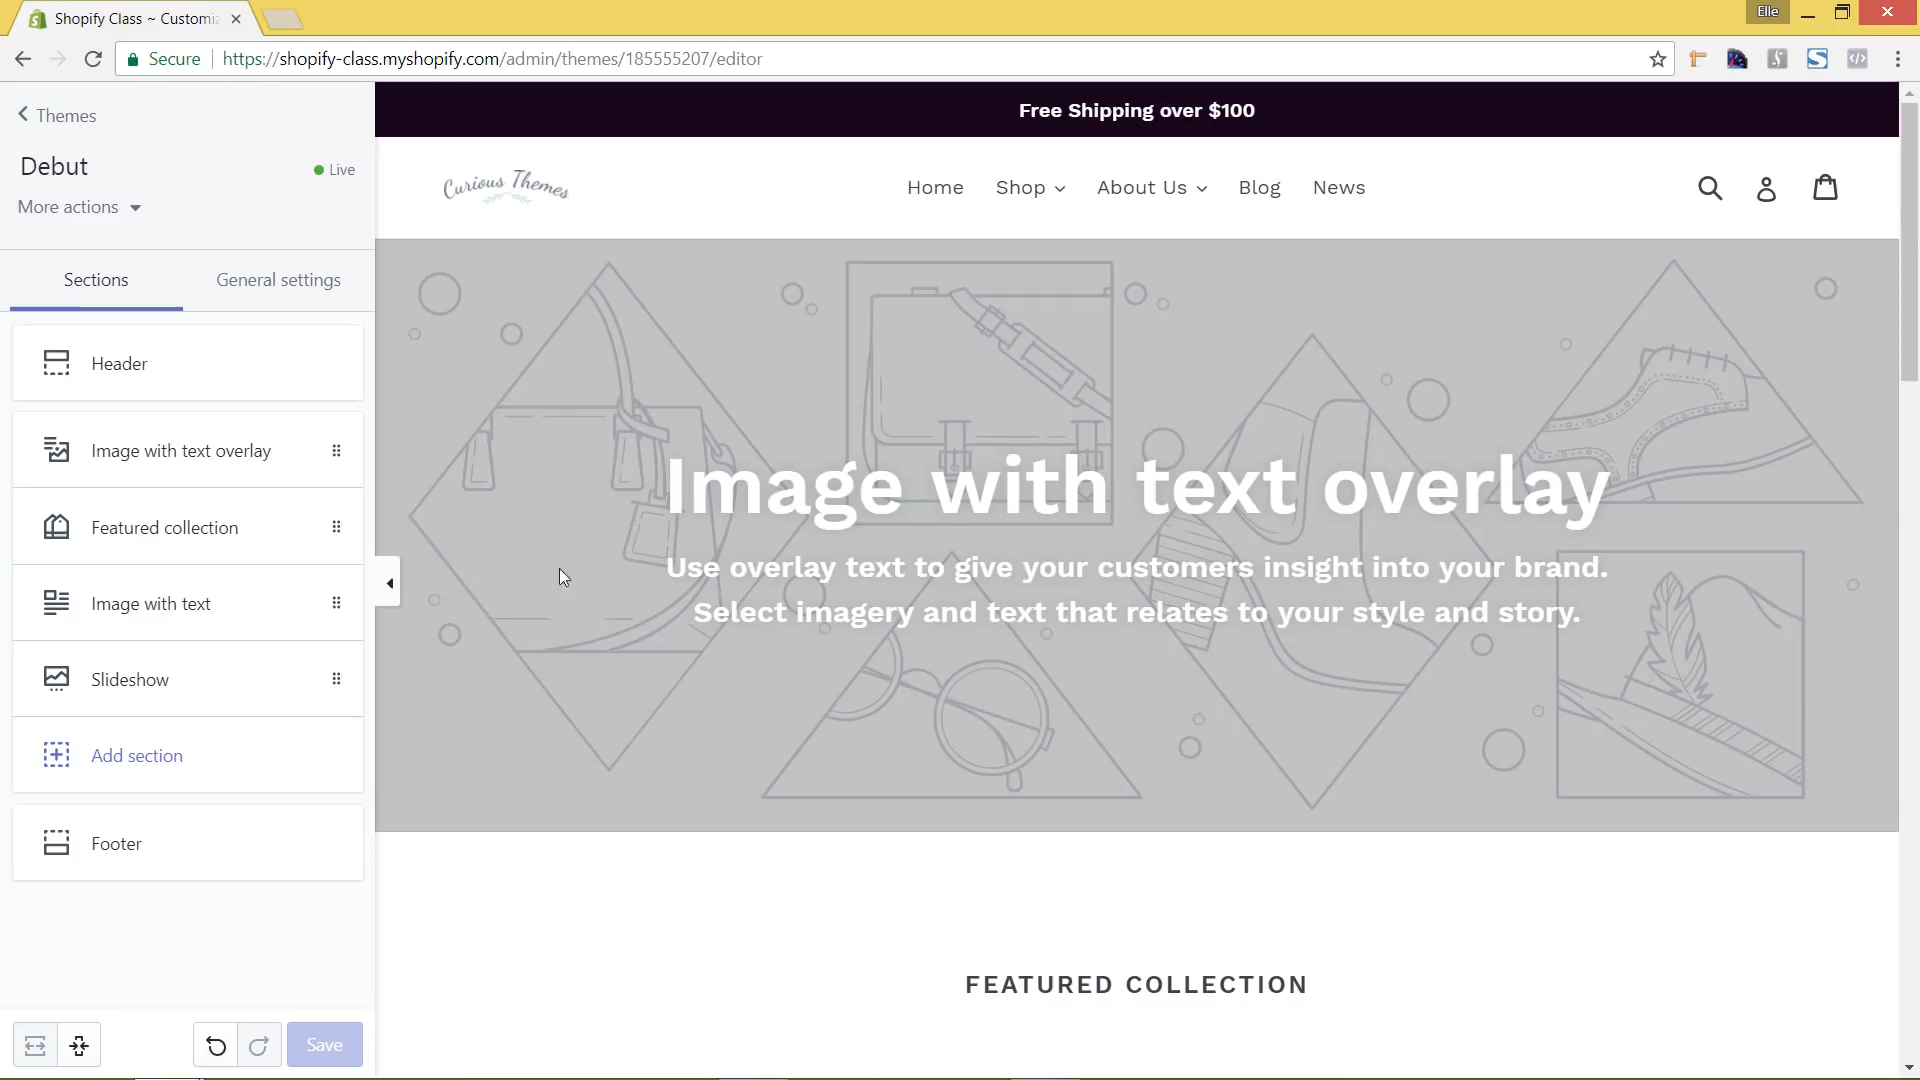 Shopify Class ~ Customi
Elle
Secure
https://shopify-class.myshopify.com/admin/themes/185555207/editor
Themes
Debut
Live
More actions
Sections
General settings
Header
Image with text overlay
Featured collection
Image with text
Slideshow
Add section
Footer
Save
Free Shipping over $100
Curious Themes
Home
Shop
About Us
Blog
News
Image with text overlay
Use overlay text to give your customers insight into your brand.
Select imagery and text that relates to your style and story.
FEATURED COLLECTION